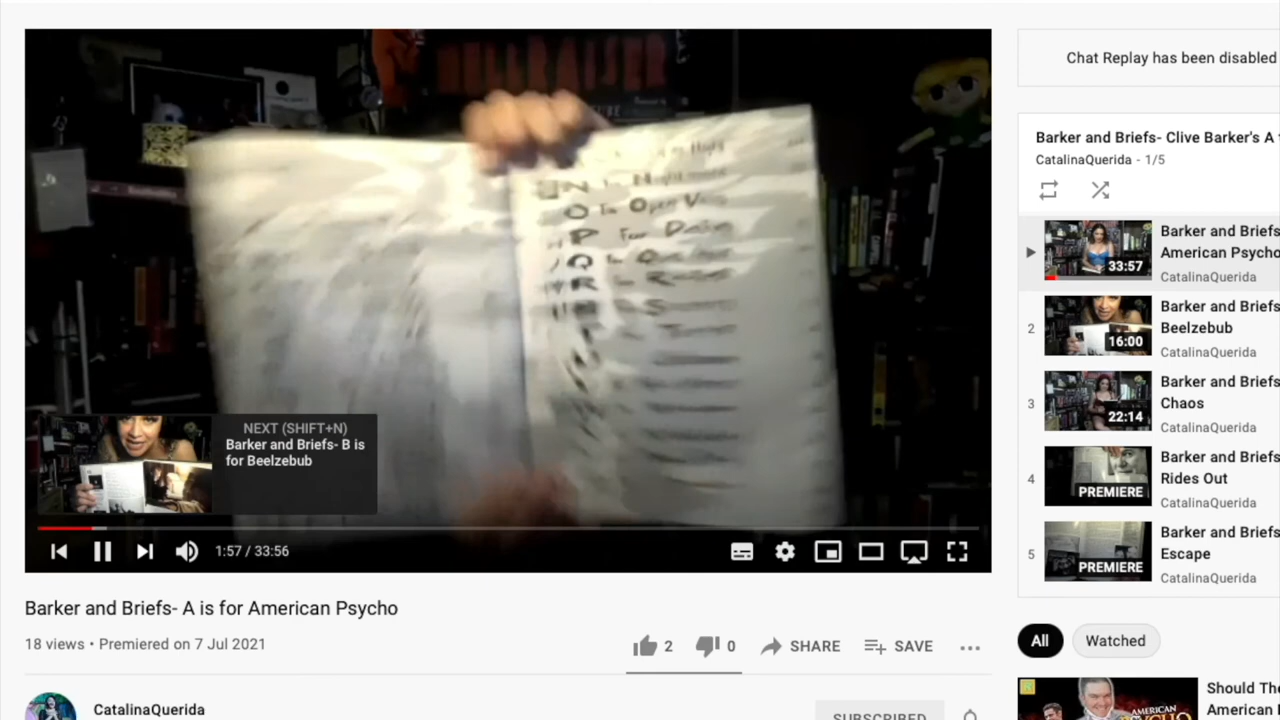 HELLRAISER
N
O
P For
Q
R
S
NEXT (SHIFT+N)
Barker and Briefs- B is
for Beelzebub
1:57 / 33:56
Barker and Briefs- A is for American Psycho
18 views • Premiered on 7 Jul 2021
2
0
SHARE
SAVE
CatalinaQuerida
SUBSCRIBED
Chat Replay has been disabled
Barker and Briefs- Clive Barker's A
CatalinaQuerida - 1/5
33:57
Barker and Briefs
American Psycho
CatalinaQuerida
2
16:00
Barker and Briefs
Beelzebub
CatalinaQuerida
3
22:14
Barker and Briefs
Chaos
CatalinaQuerida
4
PREMIERE
Barker and Briefs
Rides Out
CatalinaQuerida
5
PREMIERE
Barker and Briefs
Escape
CatalinaQuerida
All
Watched
AMERICAN
Should The
American